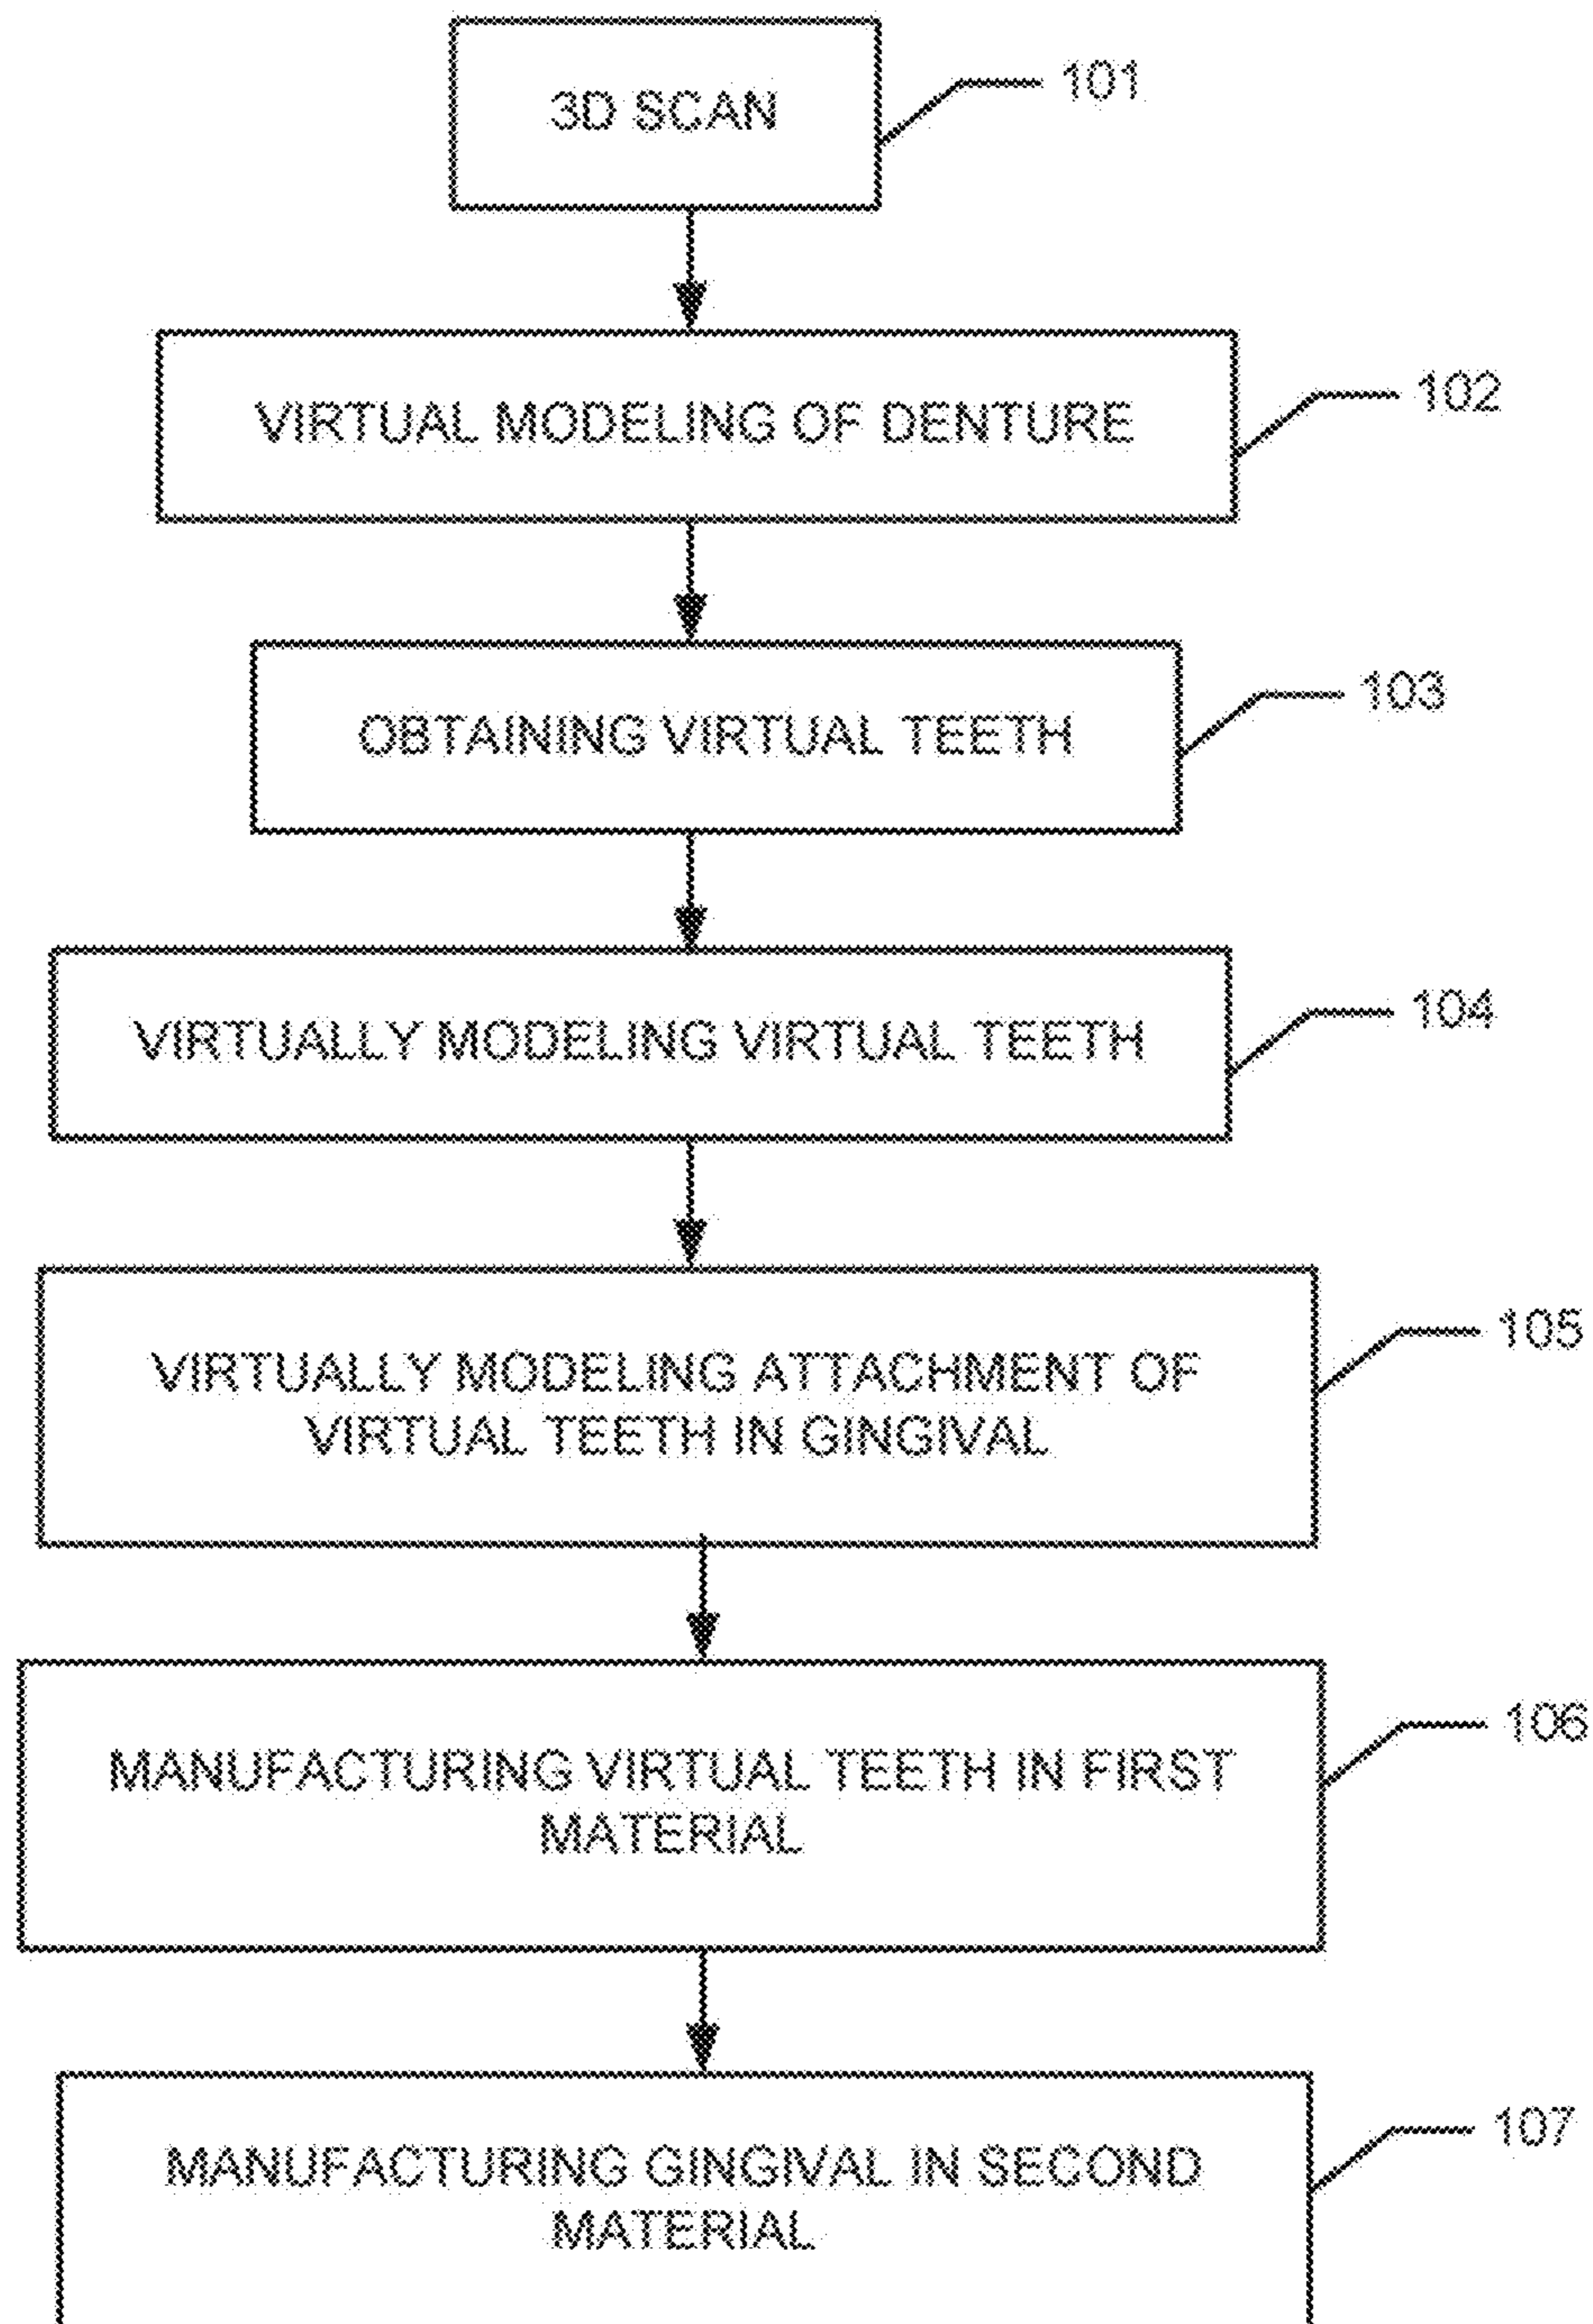 3D SCAN
101
VIRTUAL MODELING OF DENTURE
102
OBTAINING VIRTUAL TEETH
103
VIRTUALLY MODELING VIRTUAL TEETH
104
VIRTUALLY MODELING ATTACHMENT OF
VIRTUAL TEETH IN GINGIVAL
105
MANUFACTURING VIRTUAL TEETH IN FIRST
MATERIAL
106
MANUFACTURING GINGIVAL IN SECOND
MATERIAL
107